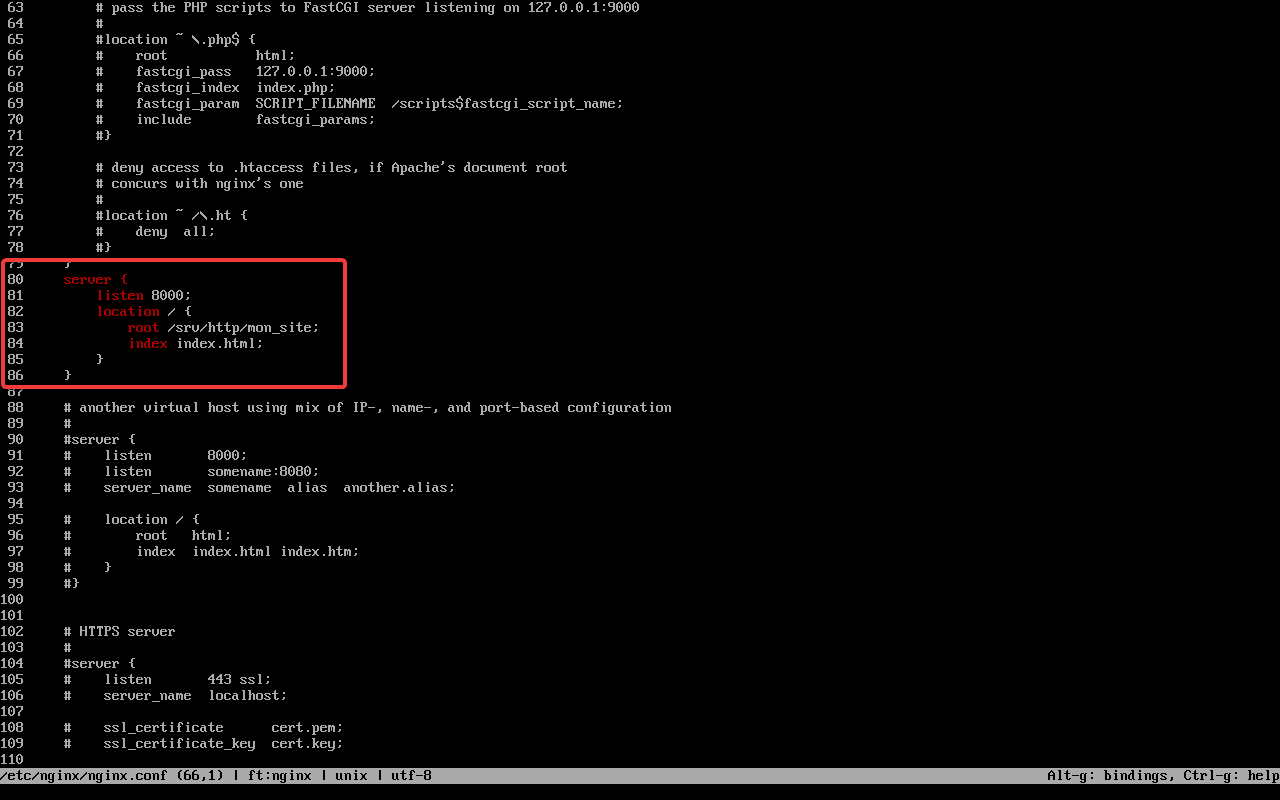 63         # pass the PHP scripts to FastCGI server listening on 127.0.0.1:9000
64         #
65         #location ~ \.php$ {
66         #    root           html;
67         #    fastcgi_pass   127.0.0.1:9000;
68         #    fastcgi_index  index.php;
69         #    fastcgi_param  SCRIPT_FILENAME  /scripts$fastcgi_script_name;
70         #    include        fastcgi_params;
71         #}
72
73         # deny access to .htaccess files, if Apache's document root
74         # concurs with nginx's one
75         #
76         #location ~ /\.ht {
77         #    deny  all;
78         #}
79     }
80     server {
81         listen 8000;
82         location / {
83             root /srv/http/mon_site;
84             index index.html;
85         }
86     }
87
88     # another virtual host using mix of IP-, name-, and port-based configuration
89     #
90     #server {
91     #    listen       8000;
92     #    listen       somename:8080;
93     #    server_name  somename  alias  another.alias;
94
95     #    location / {
96     #        root   html;
97     #        index  index.html index.htm;
98     #    }
99     #}
100
101
102     # HTTPS server
103     #
104     #server {
105     #    listen       443 ssl;
106     #    server_name  localhost;
107
108     #    ssl_certificate      cert.pem;
109     #    ssl_certificate_key  cert.key;
110
/etc/nginx/nginx.conf (66,1) | ft:nginx | unix | utf-8 Alt-g: bindings, Ctrl-g: help